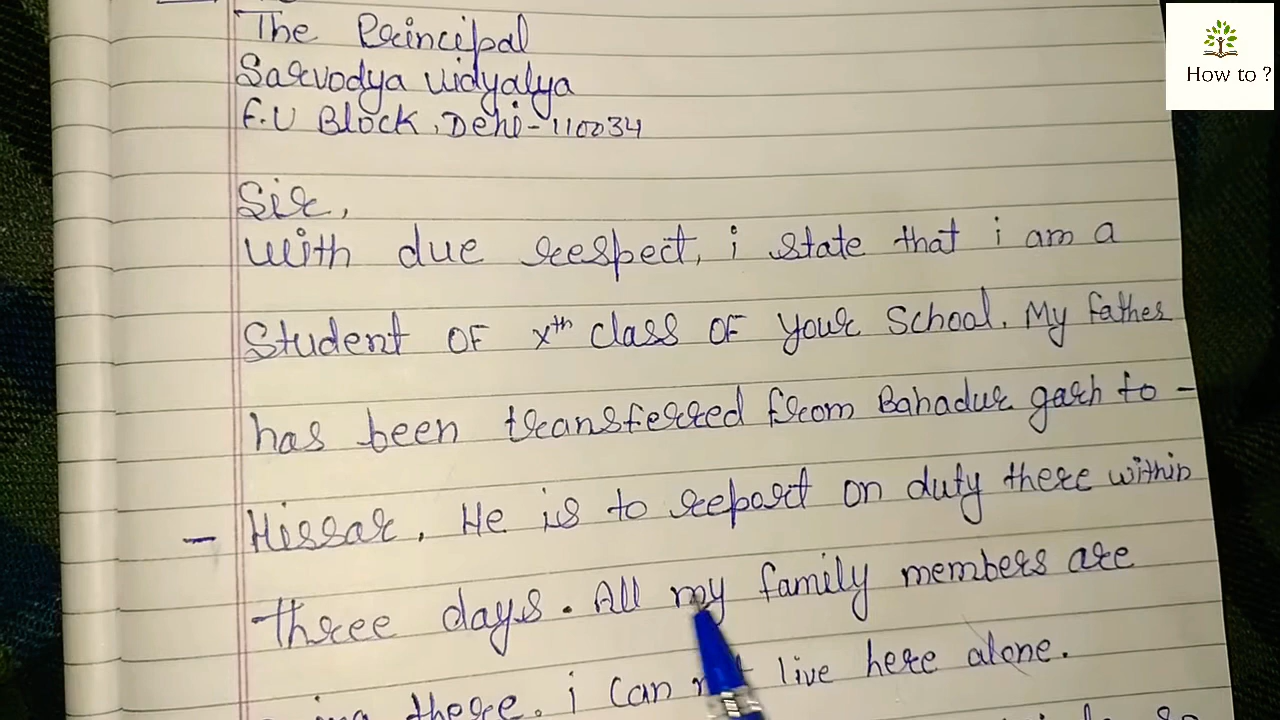 The Principal
Sarvodya vidyalya
F.U Block, Dehi-110034
How to ?
Sir,
with due respect, i state that i am a
Student OF xth class OF your School. My father
has been transferred from Bahadur garh to -
- Hissar. He is to report on duty there within
three days. All my family members are
there. i can live here alone.